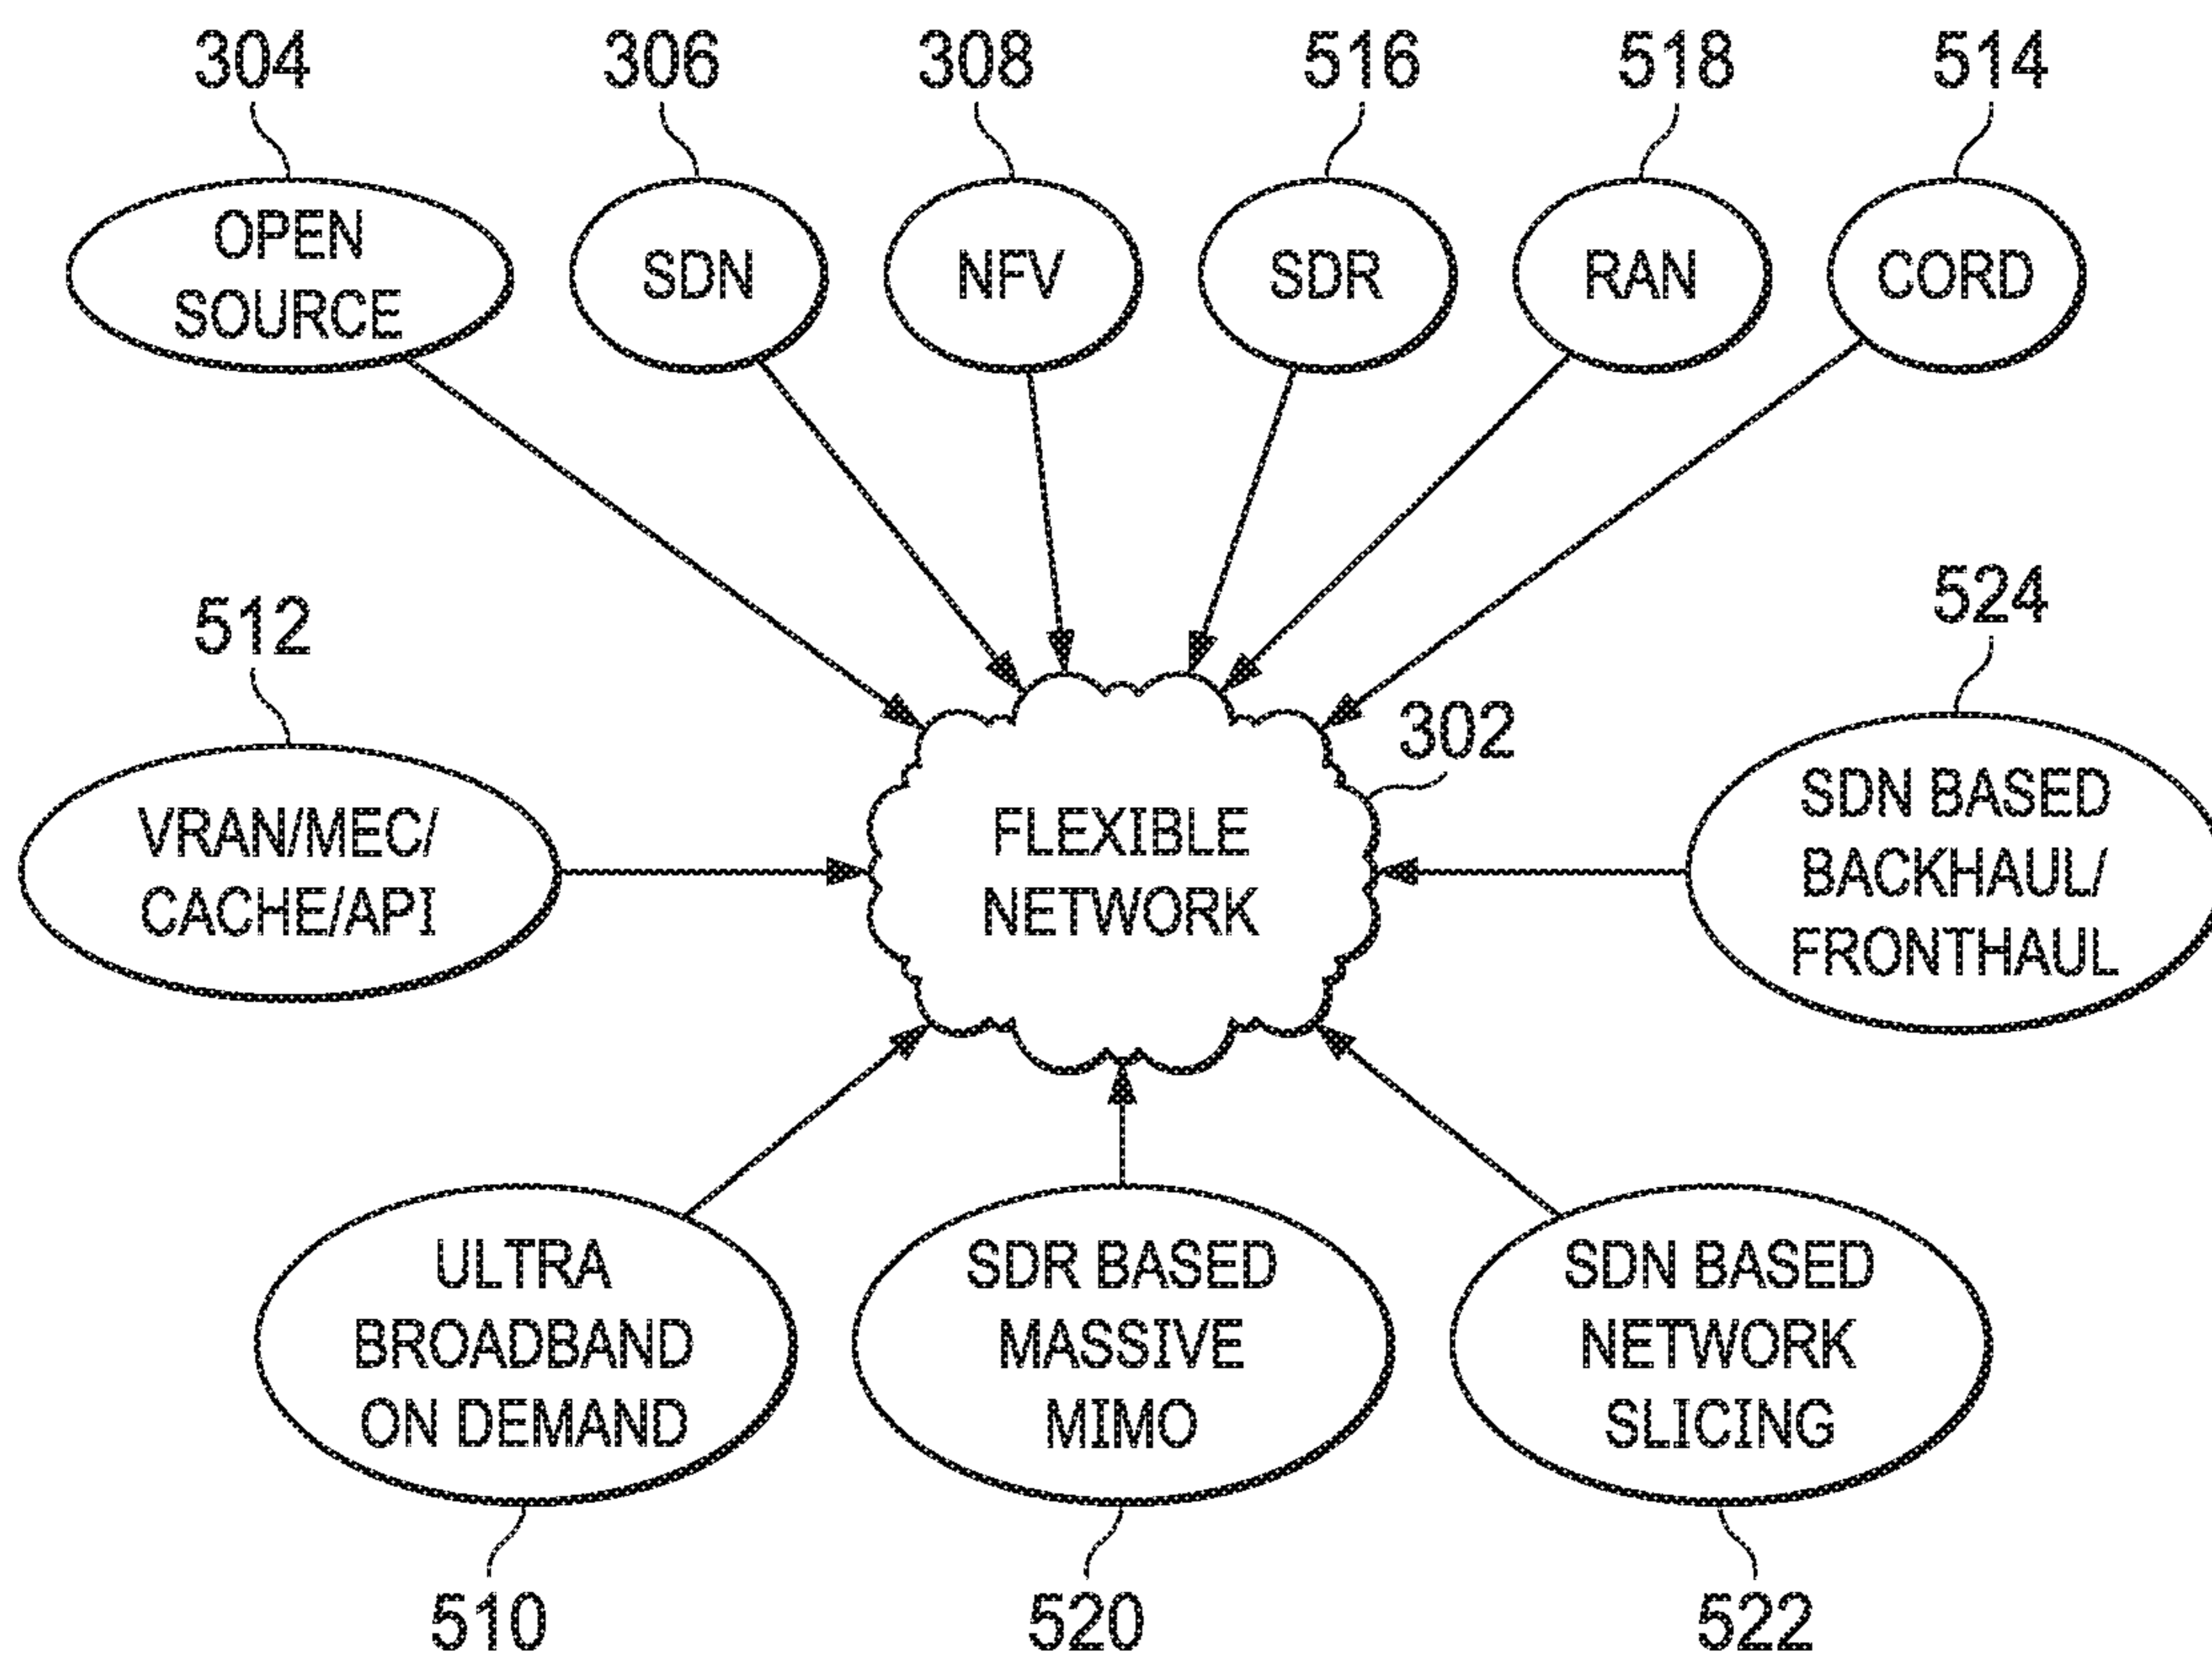 304
306
308
516
518
514
OPEN
SOURCE
SDN
NFV
SDR
RAN
CORD
512
524
302
VRAN/MEC/
CACHE/API
FLEXIBLE
NETWORK
SDN BASED
BACKHAUL/
FRONTHAUL
ULTRA
BROADBAND
ON DEMAND
SDR BASED
MASSIVE
MIMO
SDN BASED
NETWORK
SLICING
510
520
522